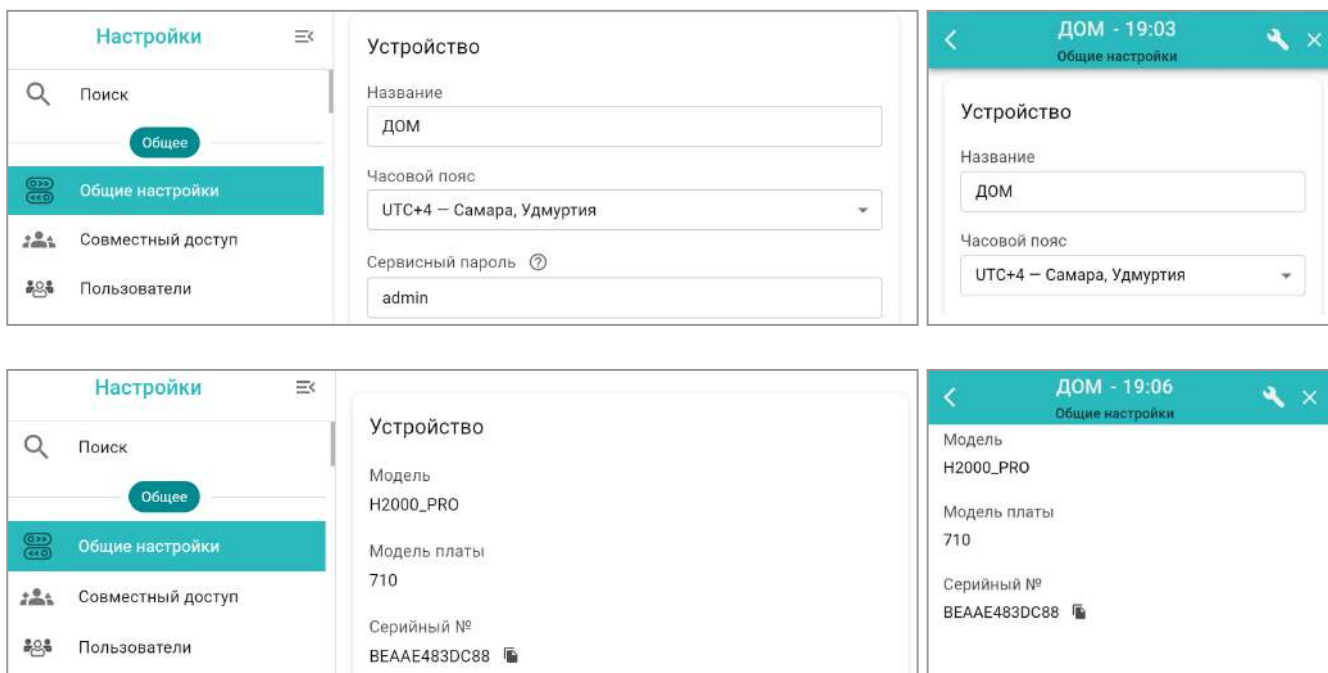 Настройки
Поиск
Общее
Общие настройки
Совместный доступ
Пользователи
Устройство
Название
ДОМ
Часовой пояс
UTC+4 — Самара, Удмуртия
Сервисный пароль
admin
ДОМ - 19:03
Общие настройки
Устройство
Название
ДОМ
Часовой пояс
UTC+4 — Самара, Удмуртия
Настройки
Поиск
Общее
Общие настройки
Совместный доступ
Пользователи
Устройство
Модель
H2000_PRO
Модель платы
710
Серийный №
BEAAE483DC88
ДОМ - 19:06
Общие настройки
Модель
H2000_PRO
Модель платы
710
Серийный №
BEAAE483DC88